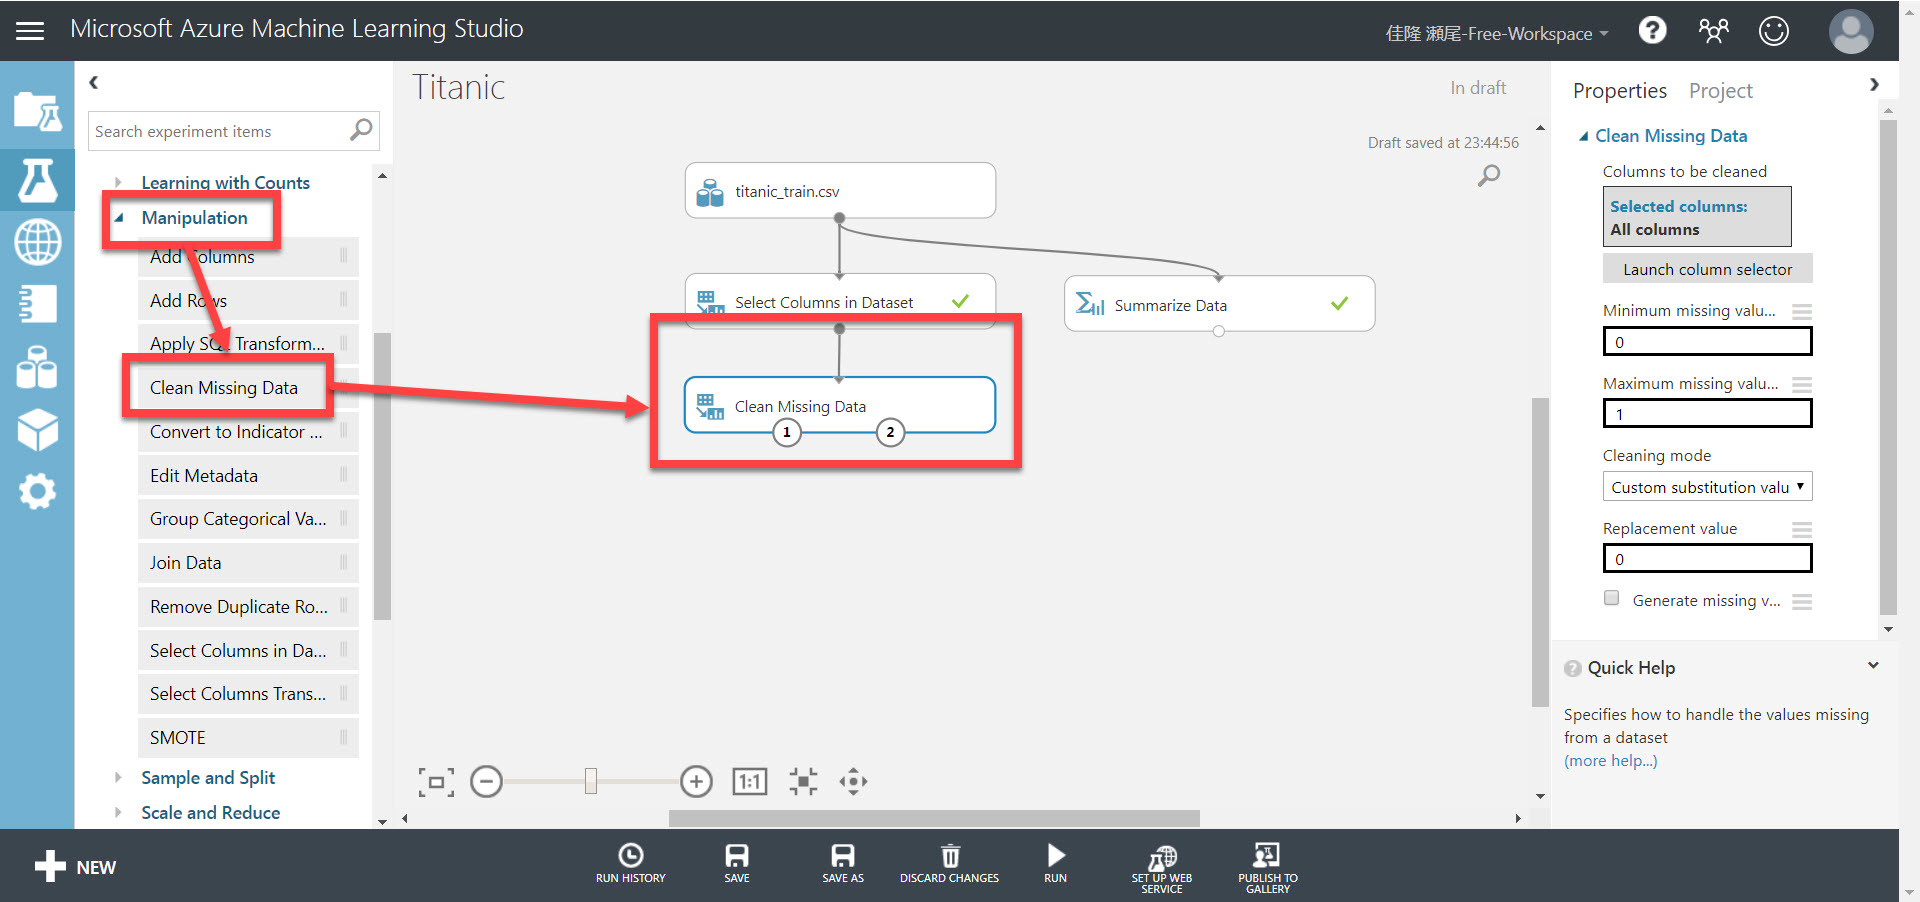 Microsoft Azure Machine Learning Studio
佳隆 瀬尾-Free-Workspace
?
Search experiment items
Learning with Counts
Manipulation
Add Columns
Add Rows
Apply SQL Transform...
Clean Missing Data
Convert to Indicator ...
Edit Metadata
Group Categorical Va...
Join Data
Remove Duplicate Ro...
Select Columns in Da...
Select Columns Trans...
SMOTE
Sample and Split
Scale and Reduce
Titanic
In draft
Draft saved at 23:44:56
titanic_train.csv
Select Columns in Dataset
Summarize Data
Clean Missing Data
1
2
1:1
Properties
Project
Clean Missing Data
Columns to be cleaned
Selected columns:
All columns
Launch column selector
Minimum missing valu...
0
Maximum missing valu...
1
Cleaning mode
Custom substitution valu
Replacement value
0
Generate missing v...
? Quick Help
Specifies how to handle the values missing
from a dataset
(more help...)
NEW
RUN HISTORY
SAVE
SAVE AS
DISCARD CHANGES
RUN
SET UP WEB
SERVICE
PUBLISH TO
GALLERY